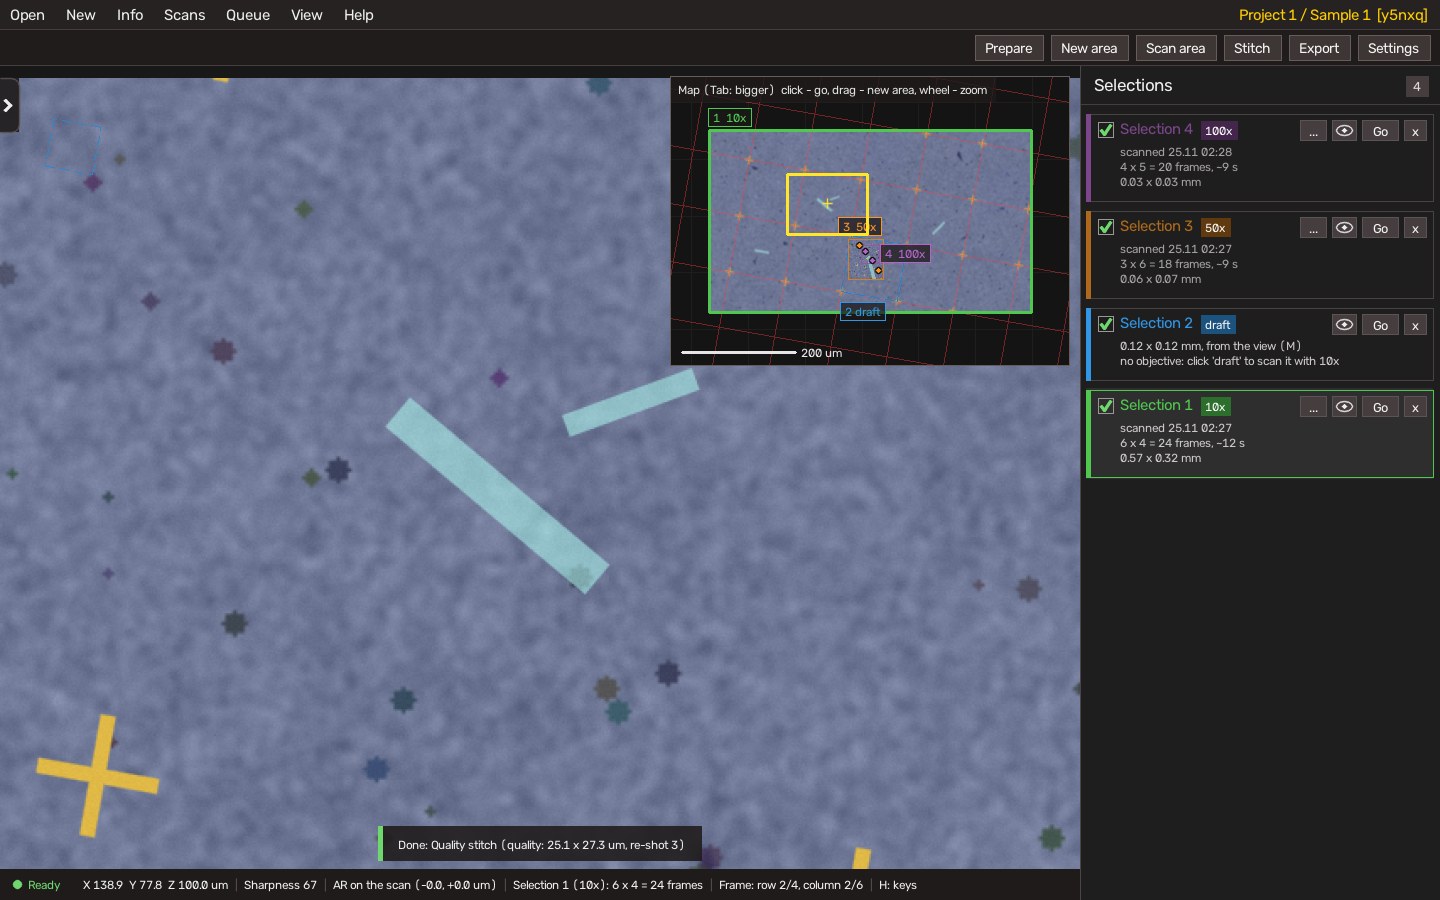 Open New Info Scans Queue View Help Project 1 / Sample 1 [y5nxq]
Prepare New area Scan area Stitch Export Settings
Map (Tab: bigger) click - go, drag - new area, wheel - zoom
1 10x
3 50x
4 100x
2 draft
200 um
Selections 4
Selection 4 100x ... Go x
scanned 25.11 02:28
4 x 5 = 20 frames, ~9 s
0.03 x 0.03 mm
Selection 3 50x ... Go x
scanned 25.11 02:27
3 x 6 = 18 frames, ~9 s
0.06 x 0.07 mm
Selection 2 draft Go x
0.12 x 0.12 mm, from the view (M)
no objective: click 'draft' to scan it with 10x
Selection 1 10x ... Go x
scanned 25.11 02:27
6 x 4 = 24 frames, ~12 s
0.57 x 0.32 mm
Done: Quality stitch (quality: 25.1 x 27.3 um, re-shot 3)
Ready X 138.9 Y 77.8 Z 100.0 um Sharpness 67 AR on the scan (-0.0, +0.0 um) Selection 1 (10x): 6 x 4 = 24 frames Frame: row 2/4, column 2/6 H: keys